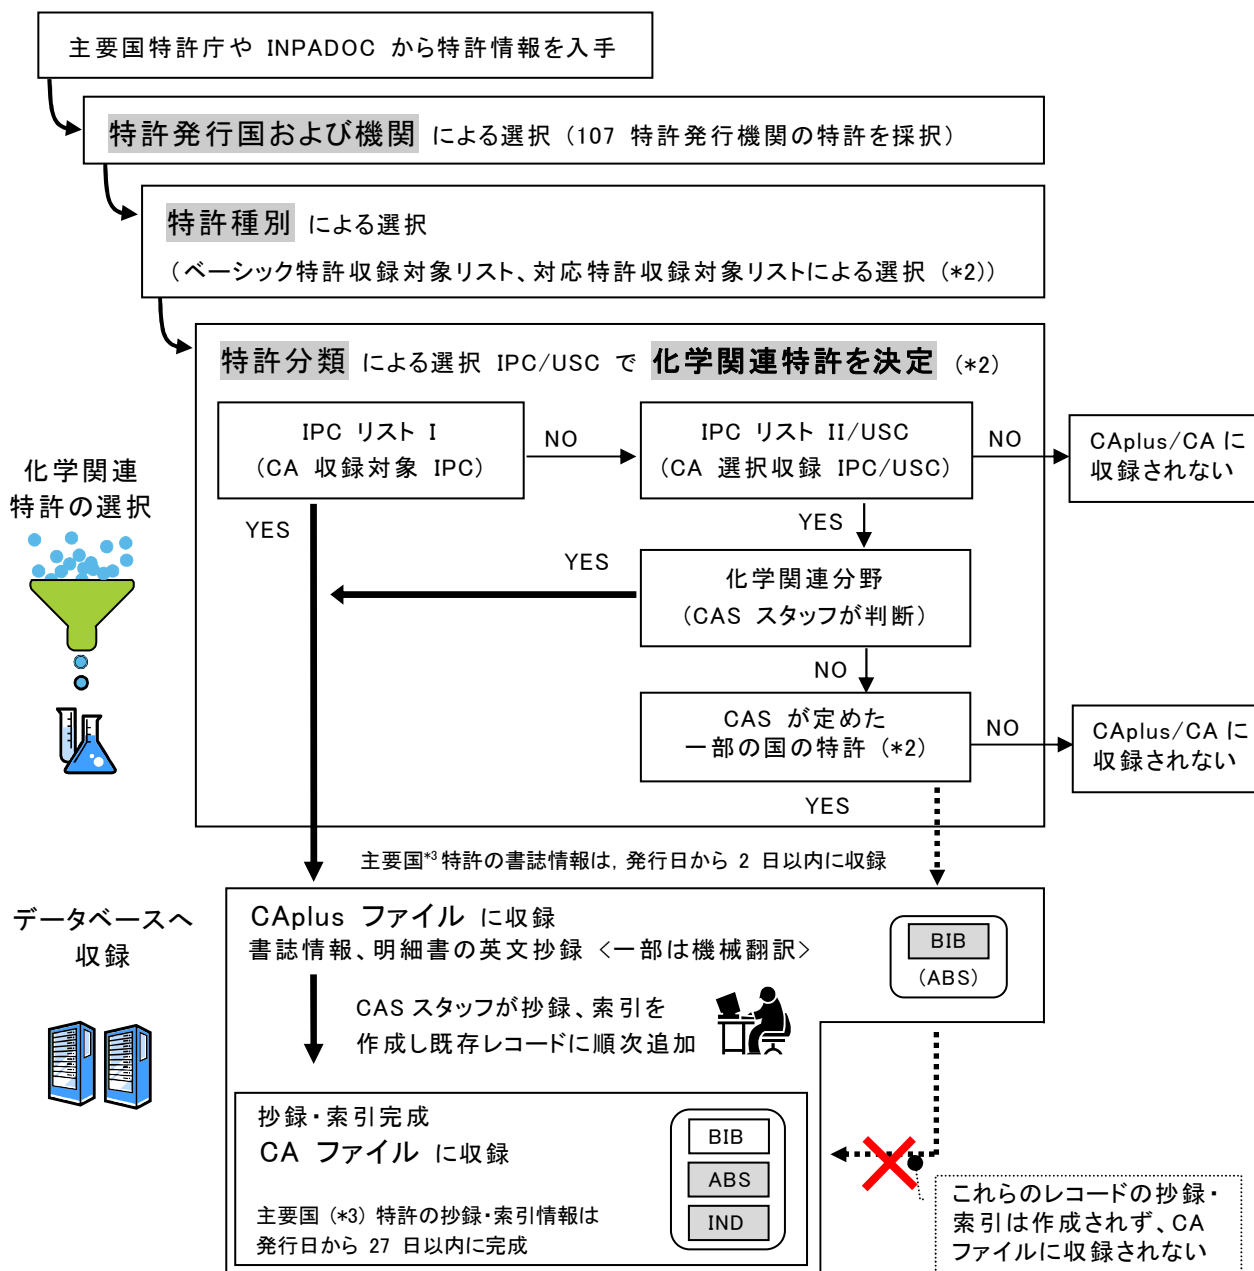 主要国特許庁や INPADOC から特許情報を入手
特許発行国および機関 による選択 (107 特許発行機関の特許を採択)
特許種別 による選択
(ベーシック特許収録対象リスト、対応特許収録対象リストによる選択 (*2))
特許分類 による選択 IPC/USC で 化学関連特許を決定 (*2)
IPC リスト I
(CA 収録対象 IPC)
NO
IPC リスト II/USC
(CA 選択収録 IPC/USC)
NO
CAplus/CA に
収録されない
化学関連
特許の選択
YES
YES
YES
化学関連分野
(CAS スタッフが判断)
NO
CAS が定めた
一部の国の特許 (*2)
NO
CAplus/CA に
収録されない
YES
主要国*3 特許の書誌情報は, 発行日から 2 日以内に収録
データベースへ
収録
CAplus ファイル に収録
書誌情報、明細書の英文抄録 <一部は機械翻訳>
BIB
(ABS)
CAS スタッフが抄録、索引を
作成し既存レコードに順次追加
抄録・索引完成
CA ファイル に収録
主要国 (*3) 特許の抄録・索引情報は
発行日から 27 日以内に完成
BIB
ABS
IND
これらのレコードの抄録・
索引は作成されず、CA
ファイルに収録されない